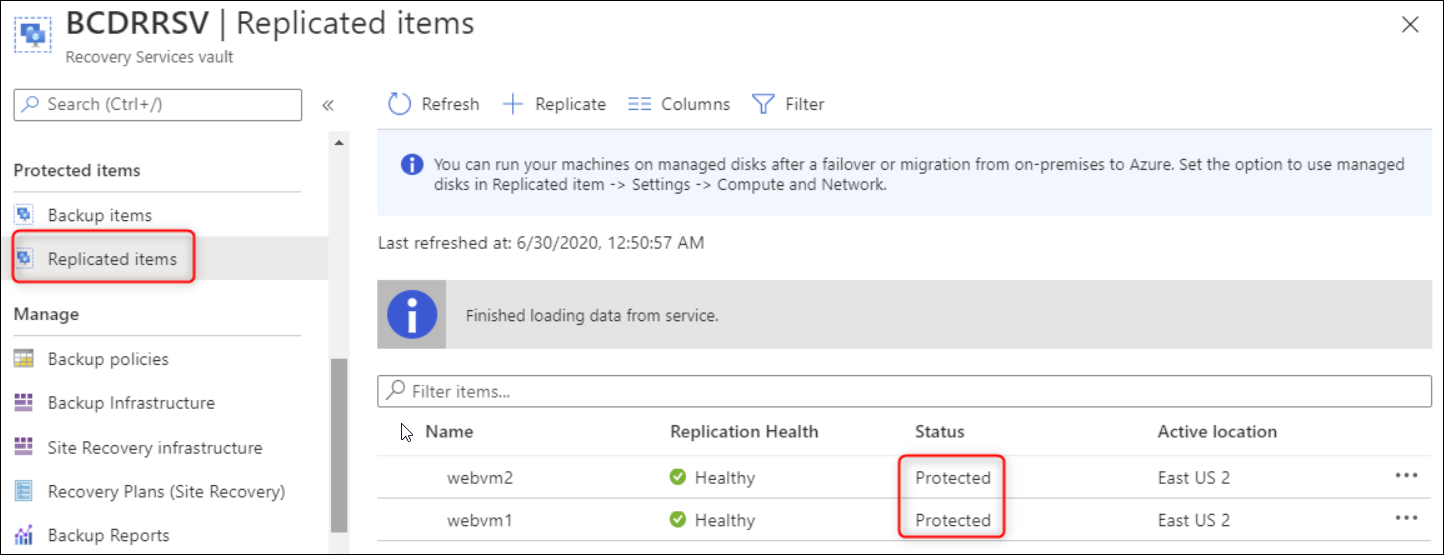 BCDRRSV | Replicated items
Recovery Services vault
Search (Ctrl+/)
«
Protected items
Backup items
Replicated items
Manage
Backup policies
Backup Infrastructure
Site Recovery infrastructure
Recovery Plans (Site Recovery)
Backup Reports
Refresh Replicate Columns Filter
You can run your machines on managed disks after a failover or migration from on-premises to Azure. Set the option to use managed
disks in Replicated item -> Settings -> Compute and Network.
Last refreshed at: 6/30/2020, 12:50:57 AM
Finished loading data from service.
Filter items...
Name Replication Health Status Active location
webvm2 Healthy Protected East US 2 •••
webvm1 Healthy Protected East US 2 •••